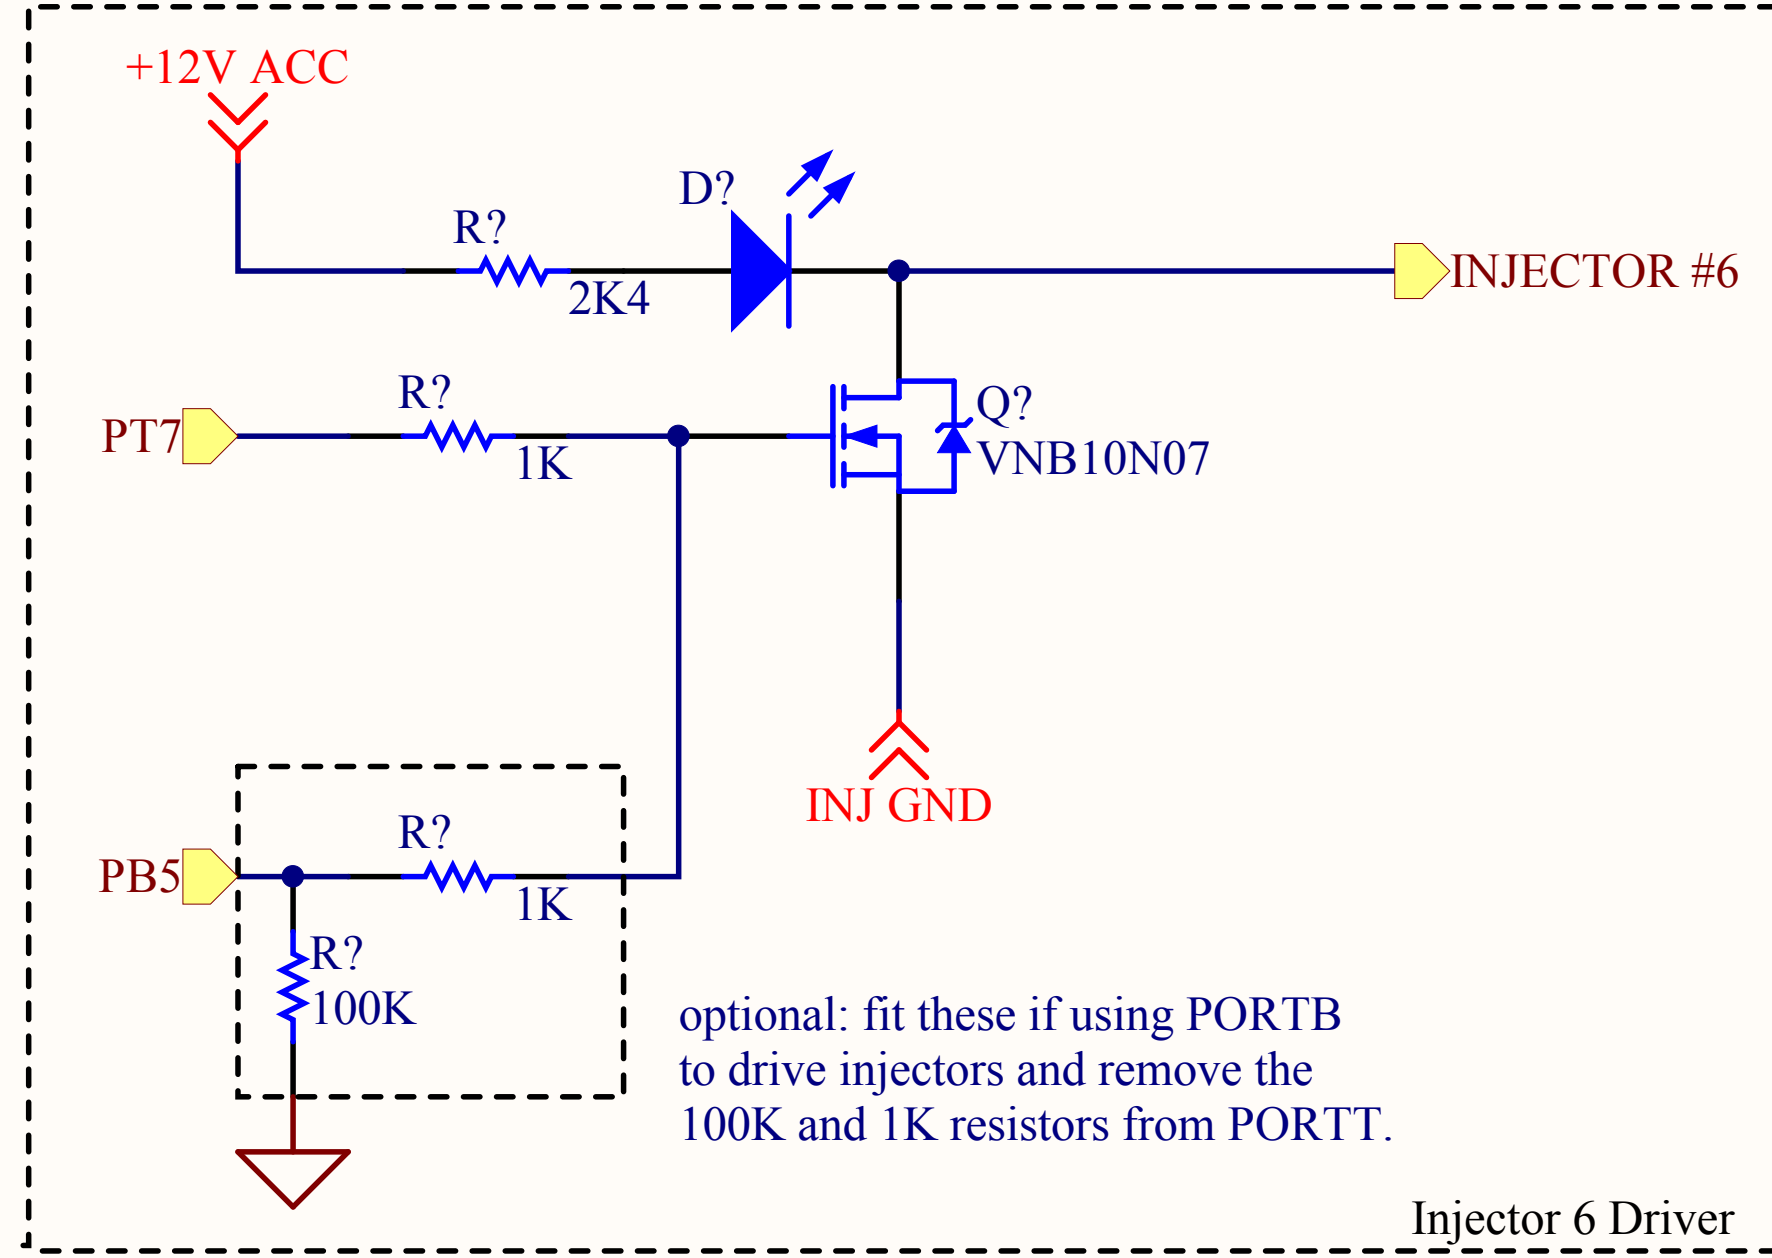 +12V ACC
D?
R?
2K4
INJECTOR #6
R?
PT7
1K
Q?
VNB10N07
INJ GND
R?
PB5
1K
R?
100K
optional: fit these if using PORTB
to drive injectors and remove the
100K and 1K resistors from PORTT.
Injector 6 Driver